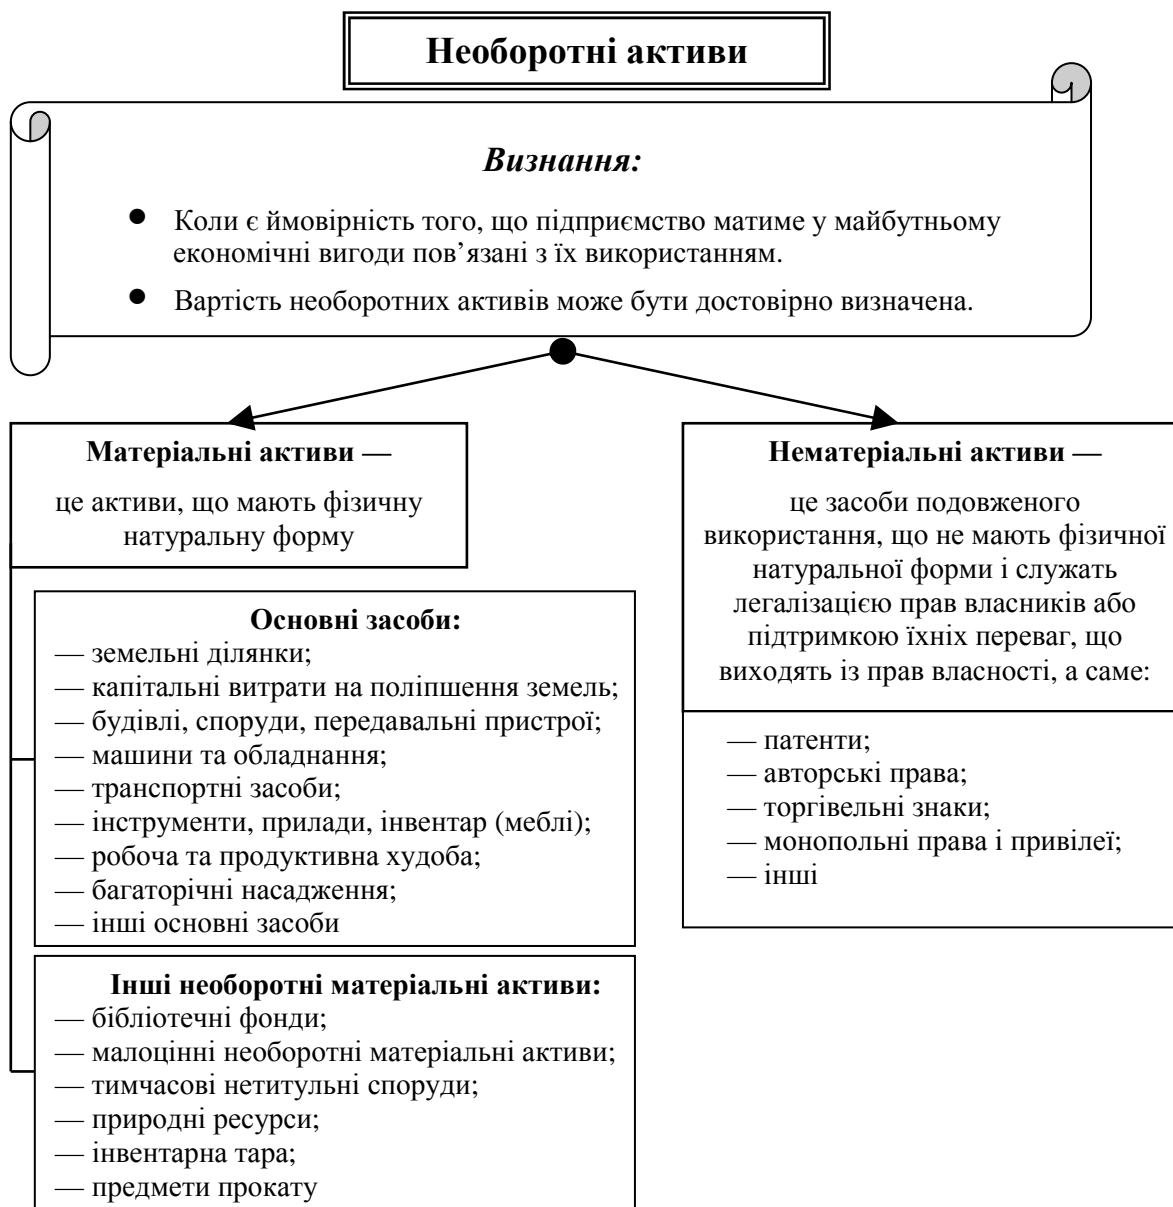 Необоротні активи
Визнання:
● Коли є ймовірність того, що підприємство матиме у майбутньому
економічні вигоди пов’язані з їх використанням.
● Вартість необоротних активів може бути достовірно визначена.
Матеріальні активи —
це активи, що мають фізичну
натуральну форму
Основні засоби:
— земельні ділянки;
— капітальні витрати на поліпшення земель;
— будівлі, споруди, передавальні пристрої;
— машини та обладнання;
— транспортні засоби;
— інструменти, прилади, інвентар (меблі);
— робоча та продуктивна худоба;
— багаторічні насадження;
— інші основні засоби
Інші необоротні матеріальні активи:
— бібліотечні фонди;
— малоцінні необоротні матеріальні активи;
— тимчасові нетитульні споруди;
— природні ресурси;
— інвентарна тара;
— предмети прокату
Нематеріальні активи —
це засоби подовженого
використання, що не мають фізичної
натуральної форми і служать
легалізацією прав власників або
підтримкою їхніх переваг, що
виходять із прав власності, а саме:
— патенти;
— авторські права;
— торгівельні знаки;
— монопольні права і привілеї;
— інші